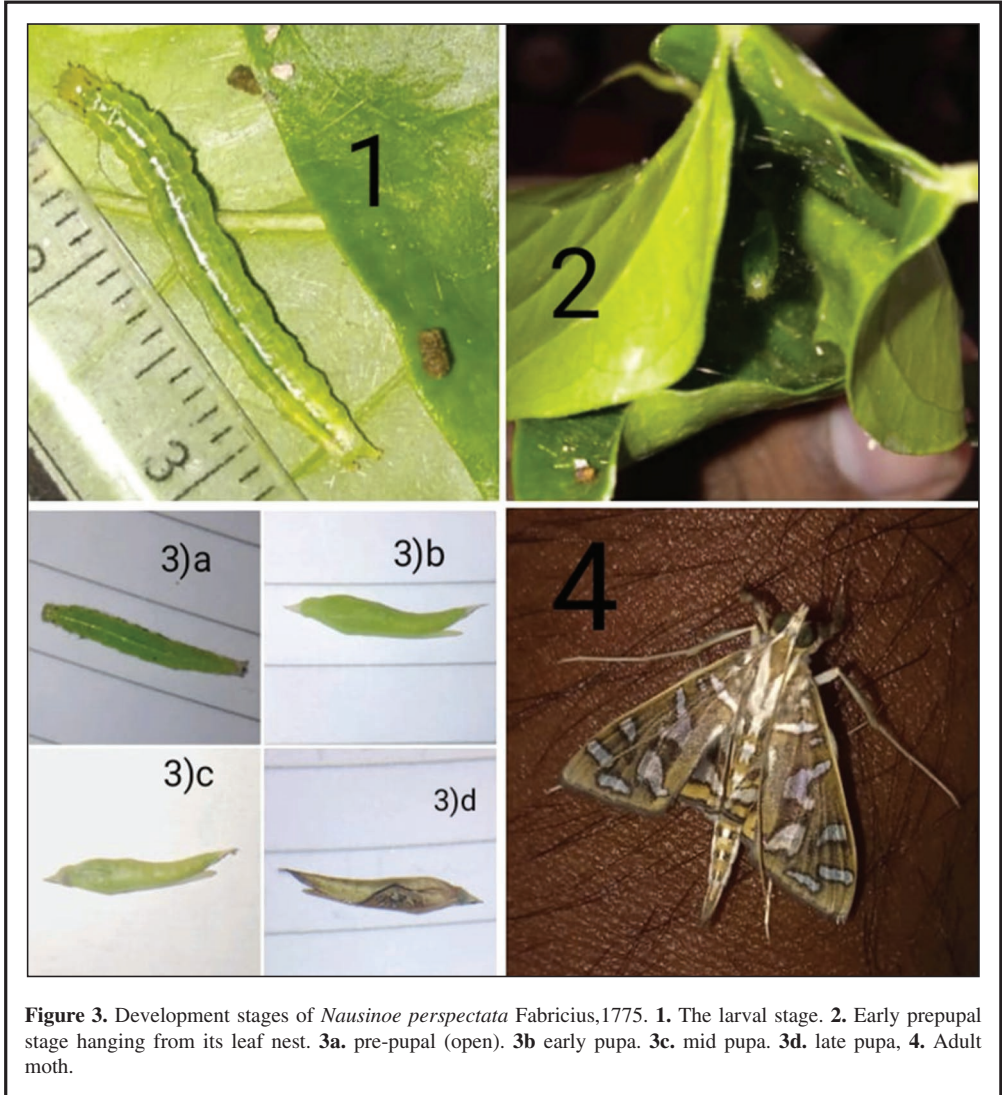 1
3
2
3)a
3)b
3)c
3)d
4
Figure 3. Development stages of Nausinoe perspectata Fabricius,1775. 1. The larval stage. 2. Early prepupal
stage hanging from its leaf nest. 3a. pre-pupal (open). 3b early pupa. 3c. mid pupa. 3d. late pupa, 4. Adult
moth.